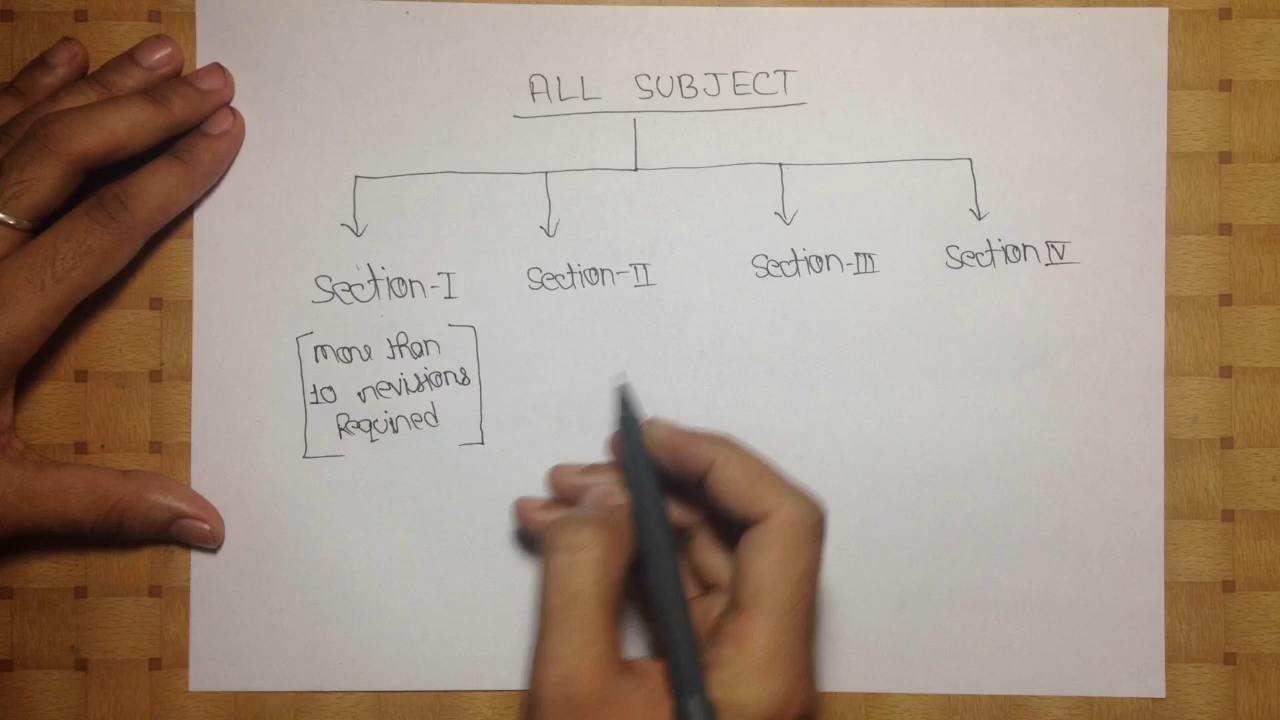 ALL SUBJECT
Section-I
Section-II
Section-III
Section IV
more than
10 revisions
Required